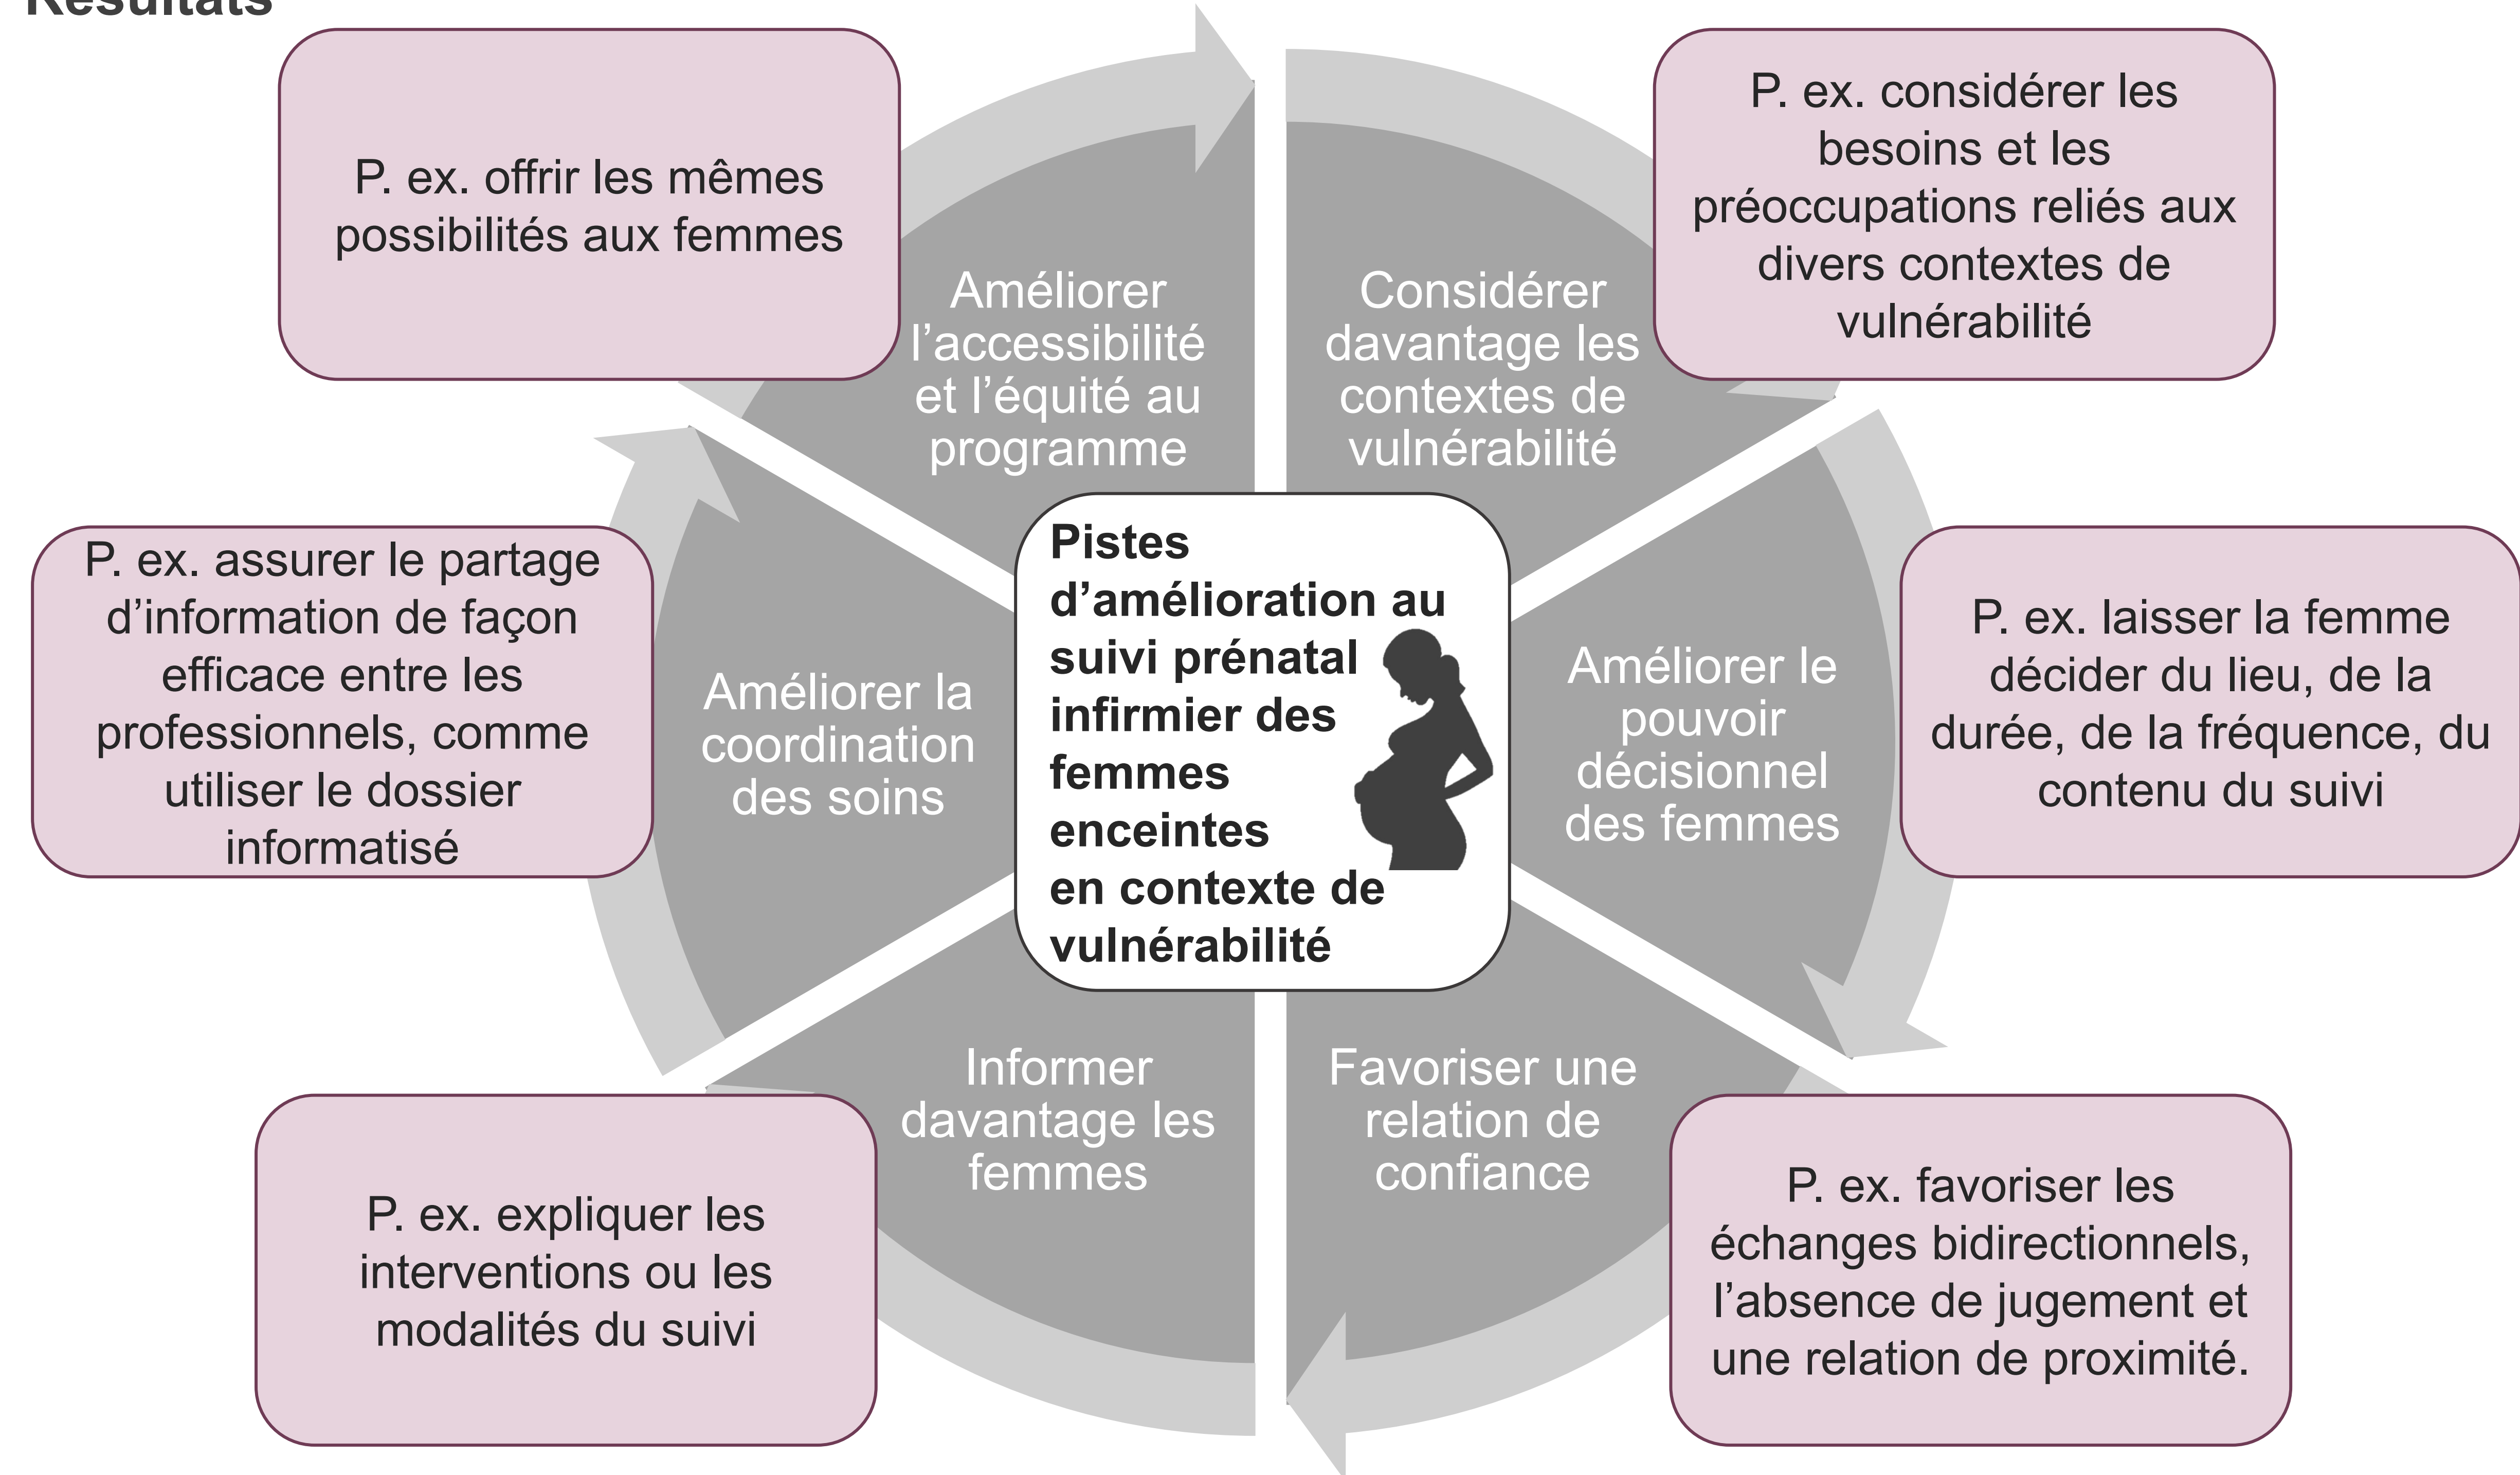 Résultats
P. ex. offrir les mêmes
possibilités aux femmes
P. ex. considérer les
besoins et les
préoccupations reliés aux
divers contextes de
vulnérabilité
Améliorer
l’accessibilité
et l’équité au
programme
Considérer
davantage les
contextes de
vulnérabilité
P. ex. assurer le partage
d’information de façon
efficace entre les
professionnels, comme
utiliser le dossier
informatisé
Améliorer la
coordination
des soins
Pistes
d’amélioration au
suivi prénatal
infirmier des
femmes
enceintes
en contexte de
vulnérabilité
Améliorer le
pouvoir
décisionnel
des femmes
P. ex. laisser la femme
décider du lieu, de la
durée, de la fréquence, du
contenu du suivi
Informer
davantage les
femmes
Favoriser une
relation de
confiance
P. ex. expliquer les
interventions ou les
modalités du suivi
P. ex. favoriser les
échanges bidirectionnels,
l’absence de jugement et
une relation de proximité.